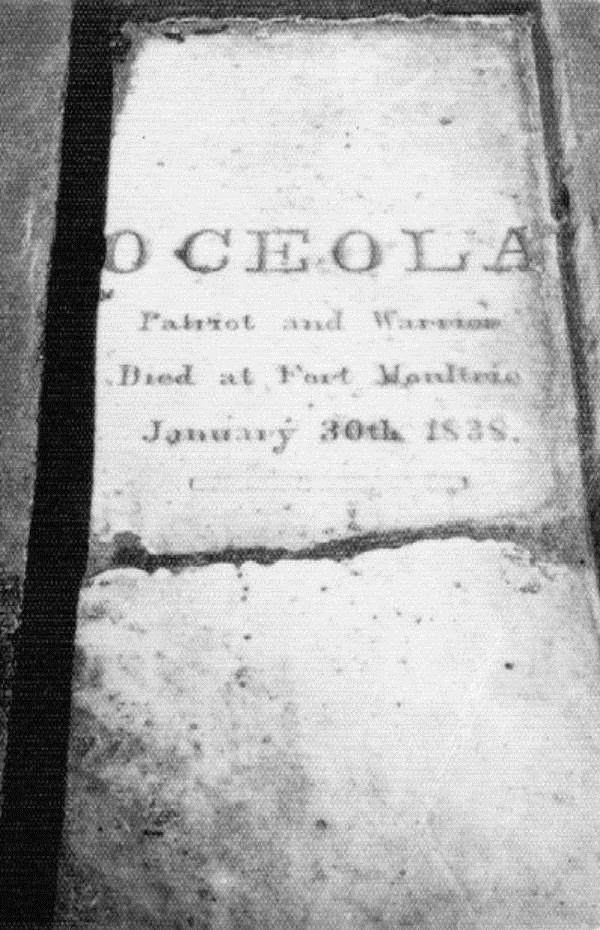 OCEOLA
Patriot and Warrior
Died at Fort Moultrie
January 30th 1838.